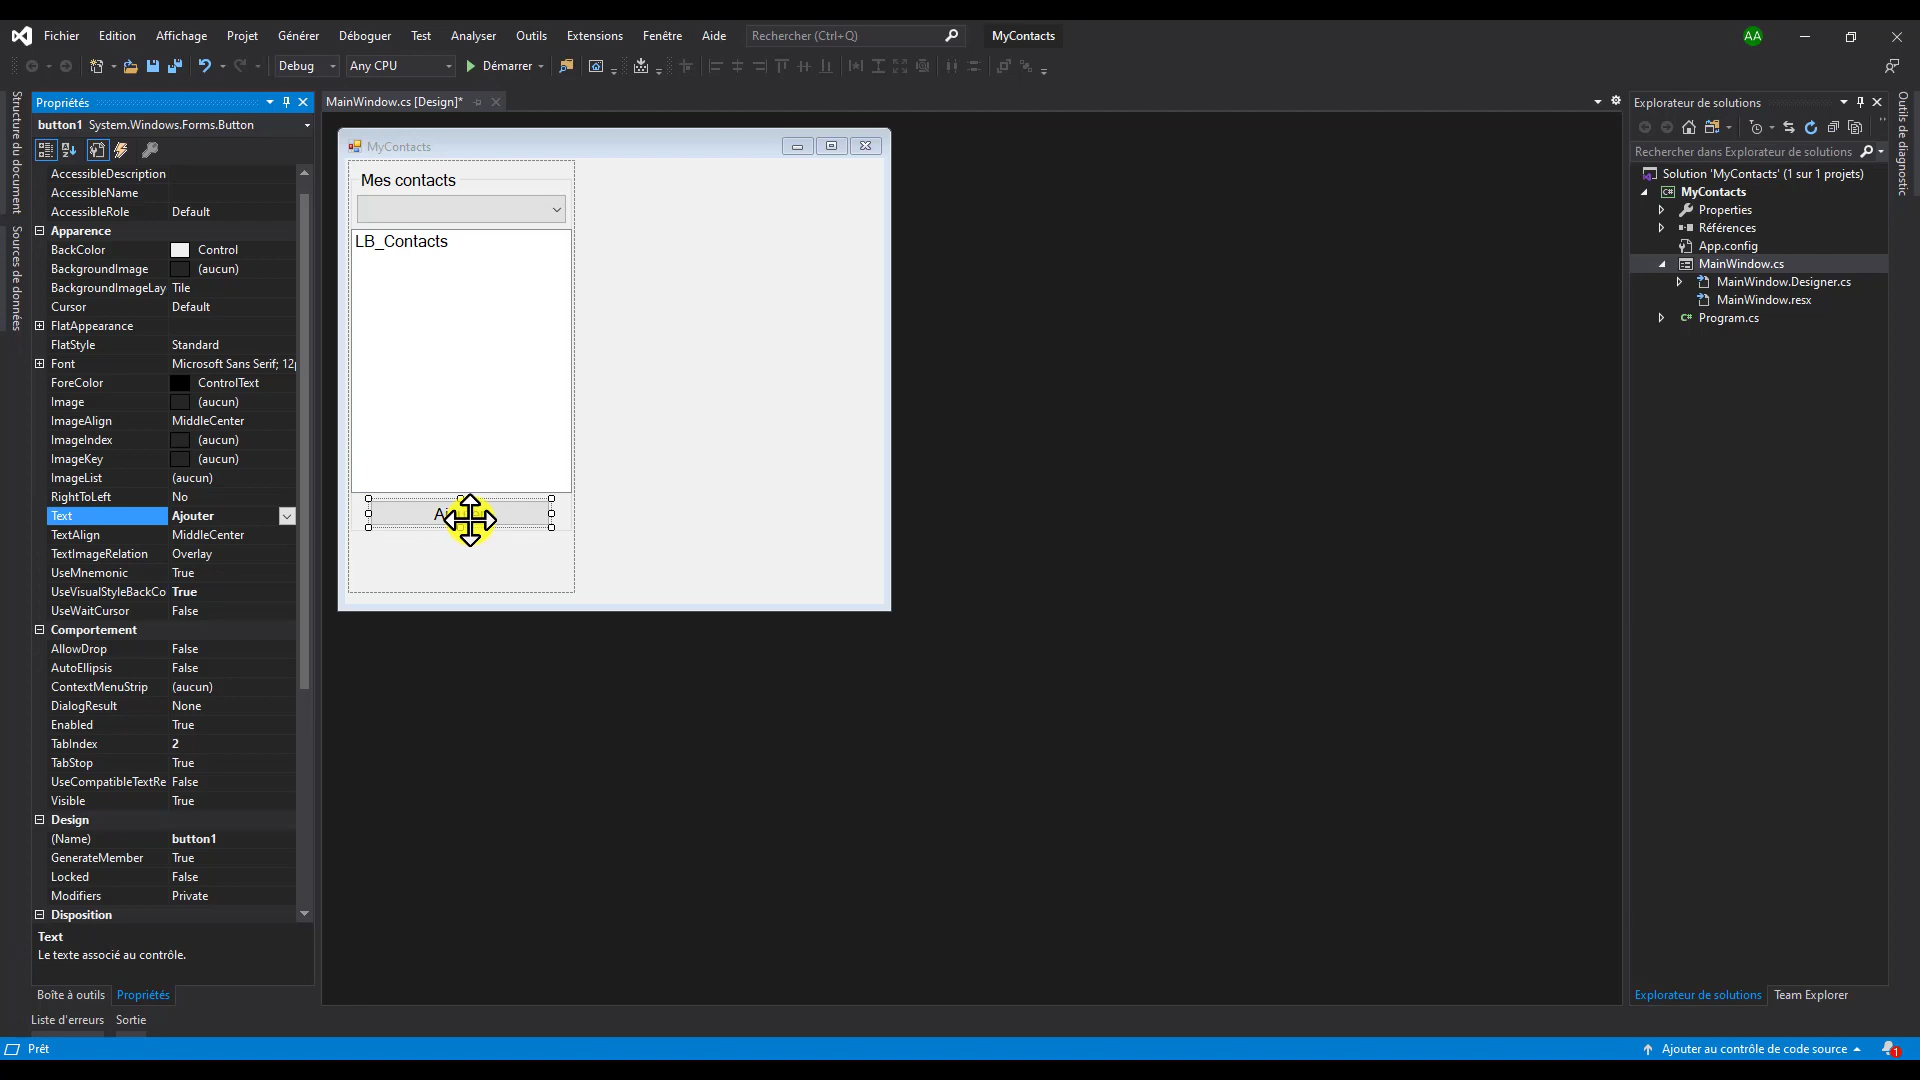 Fichier Edition Affichage Projet Générer Déboguer Test Analyser Outils Extensions Fenêtre Aide Rechercher (Ctrl+Q) MyContacts AA
Debug Any CPU Démarrer
Structure du document
Sources de données
Propriétés
button1 System.Windows.Forms.Button
AccessibleDescription
AccessibleName
AccessibleRole Default
Apparence
BackColor Control
BackgroundImage (aucun)
BackgroundImageLay Tile
Cursor Default
FlatAppearance
FlatStyle Standard
Font Microsoft Sans Serif; 12p
ForeColor ControlText
Image (aucun)
ImageAlign MiddleCenter
ImageIndex (aucun)
ImageKey (aucun)
ImageList (aucun)
RightToLeft No
Text Ajouter
TextAlign MiddleCenter
TextImageRelation Overlay
UseMnemonic True
UseVisualStyleBackCo True
UseWaitCursor False
Comportement
AllowDrop False
AutoEllipsis False
ContextMenuStrip (aucun)
DialogResult None
Enabled True
TabIndex 2
TabStop True
UseCompatibleTextRe False
Visible True
Design
(Name) button1
GenerateMember True
Locked False
Modifiers Private
Disposition
Text
Le texte associé au contrôle.
Boîte à outils Propriétés
Liste d'erreurs Sortie
MainWindow.cs [Design]*
MyContacts
Mes contacts
LB_Contacts
Explorateur de solutions
Rechercher dans Explorateur de solutions
Solution 'MyContacts' (1 sur 1 projets)
MyContacts
Properties
Références
App.config
MainWindow.cs
MainWindow.Designer.cs
MainWindow.resx
Program.cs
Explorateur de solutions Team Explorer
Outils de diagnostic
Prêt
Ajouter au contrôle de code source 1